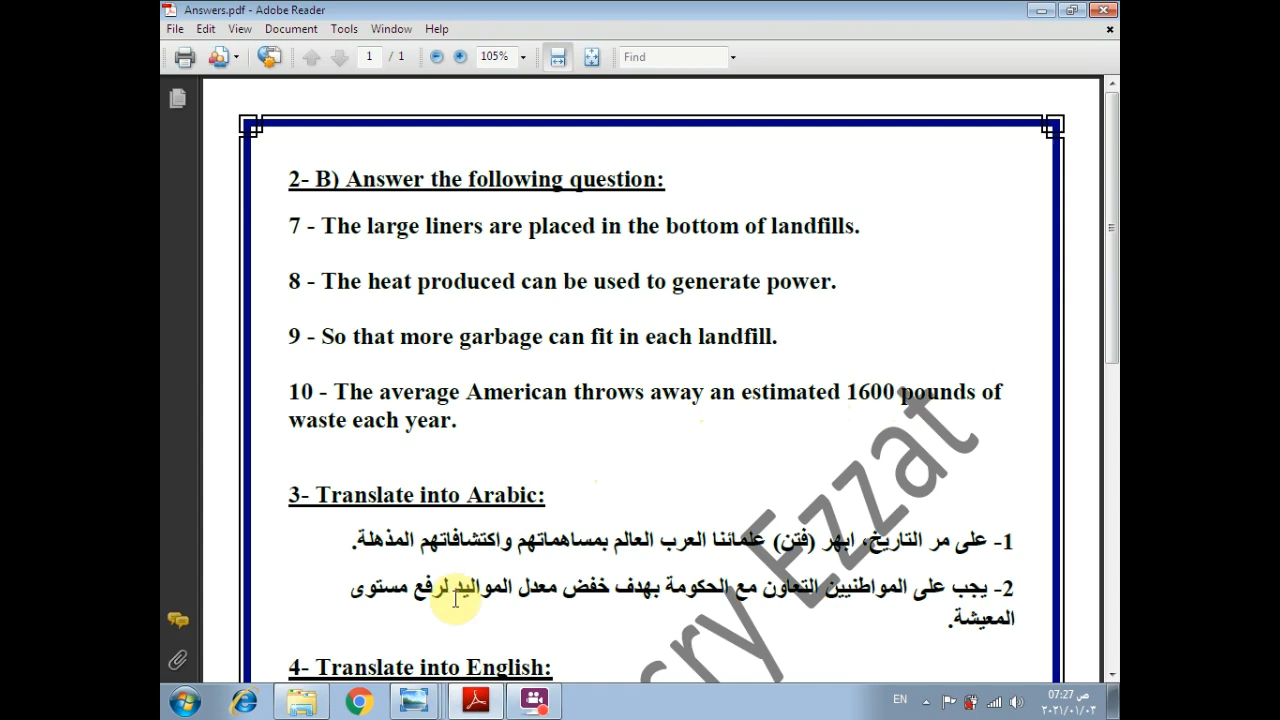 Answers.pdf - Adobe Reader
File Edit View Document Tools Window Help
1 / 1 105% Find
2- B) Answer the following question:
7 - The large liners are placed in the bottom of landfills.
8 - The heat produced can be used to generate power.
9 - So that more garbage can fit in each landfill.
10 - The average American throws away an estimated 1600 pounds of
waste each year.
3- Translate into Arabic:
1- على مر التاريخ، ابهر (فتن) علمائنا العرب العالم بمساهماتهم واكتشافاتهم المذهلة.
2- يجب على المواطنيين التعاون مع الحكومة بهدف خفض معدل المواليد لرفع مستوى
المعيشة.
4- Translate into English:
Ezzat
EN
07:27 ص
٢٠٢١/٠١/٠٣